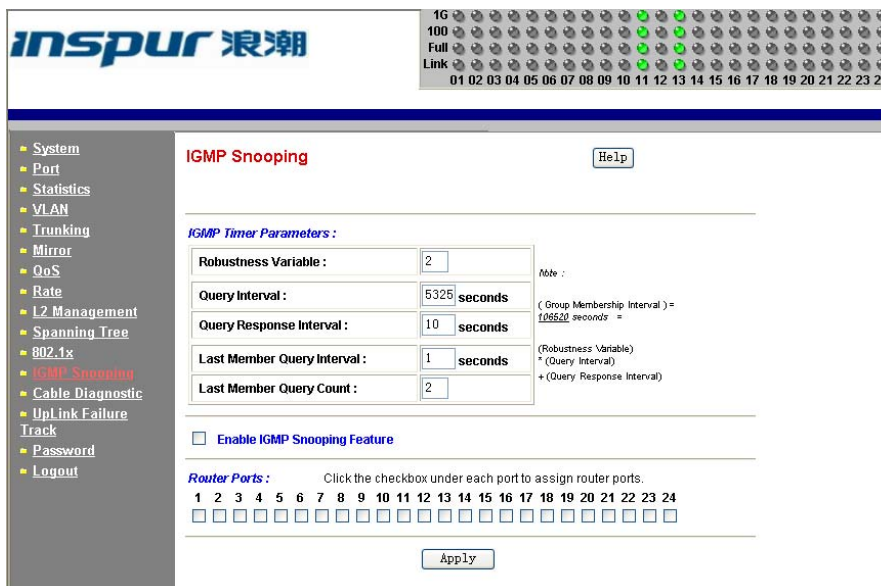 inspur 浪潮
1G
100
Full
Link
01 02 03 04 05 06 07 08 09 10 11 12 13 14 15 16 17 18 19 20 21 22 23 2
System
Port
Statistics
VLAN
Trunking
Mirror
QoS
Rate
L2 Management
Spanning Tree
802.1x
IGMP Snooping
Cable Diagnostic
UpLink Failure
Track
Password
Logout
IGMP Snooping
Help
IGMP Timer Parameters :
Robustness Variable : 2
Query Interval : 5325 seconds
Query Response Interval : 10 seconds
Last Member Query Interval : 1 seconds
Last Member Query Count : 2
Note :
( Group Membership Interval ) =
106520 seconds =
(Robustness Variable)
* (Query Interval)
+ (Query Response Interval)
Enable IGMP Snooping Feature
Router Ports : Click the checkbox under each port to assign router ports.
1 2 3 4 5 6 7 8 9 10 11 12 13 14 15 16 17 18 19 20 21 22 23 24
Apply